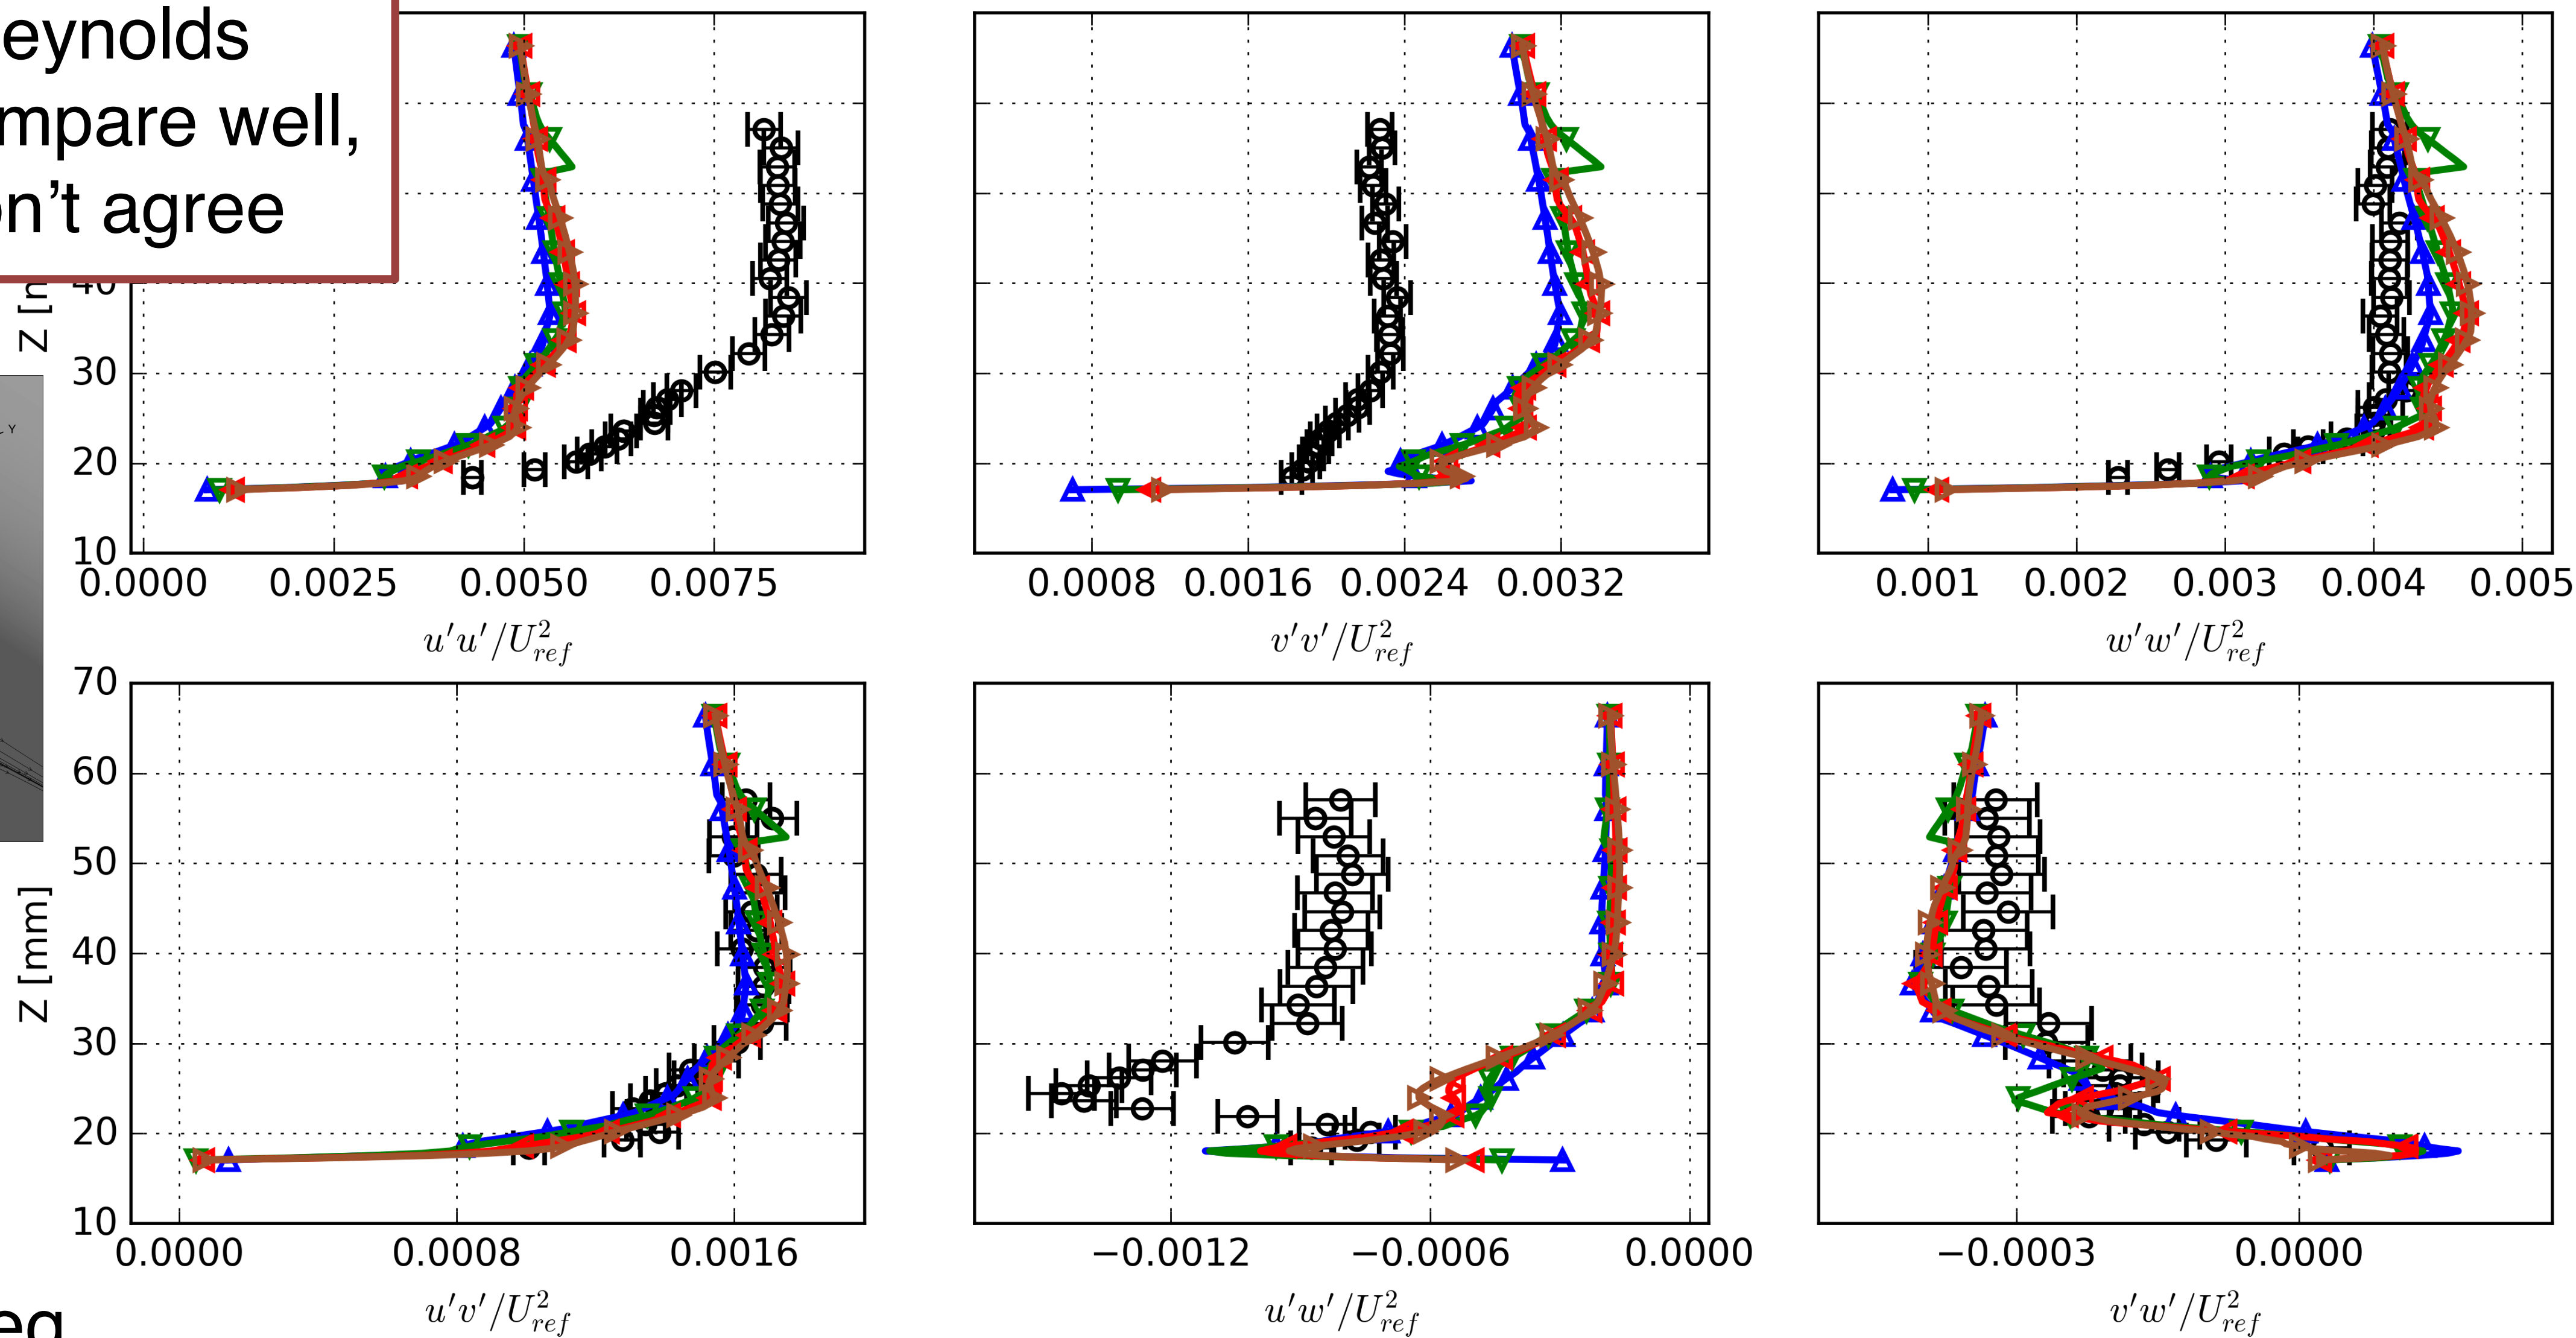 eynolds
mpare well,
on't agree
Z [m
40
30
20
10
0.0000 0.0025 0.0050 0.0075
u'u'/U²ref
0.0008 0.0016 0.0024 0.0032
v'v'/U²ref
0.001 0.002 0.003 0.004 0.005
w'w'/U²ref
Y
Z [mm]
70
60
50
40
30
20
10
0.0000 0.0008 0.0016
u'v'/U²ref
−0.0012 −0.0006 0.0000
u'w'/U²ref
−0.0003 0.0000
v'w'/U²ref
eg